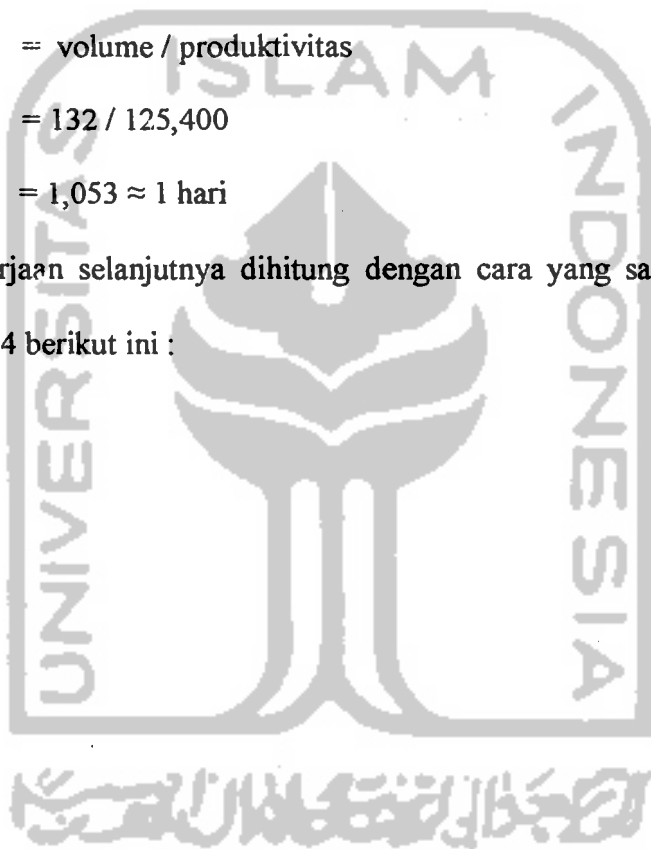 = volume / produktivitas
= 132 / 125,400
= 1,053 ≈ 1 hari
rjaan selanjutnya dihitung dengan cara yang sa
4 berikut ini :
UNIVERSITAS
ISLAM
INDONESIA